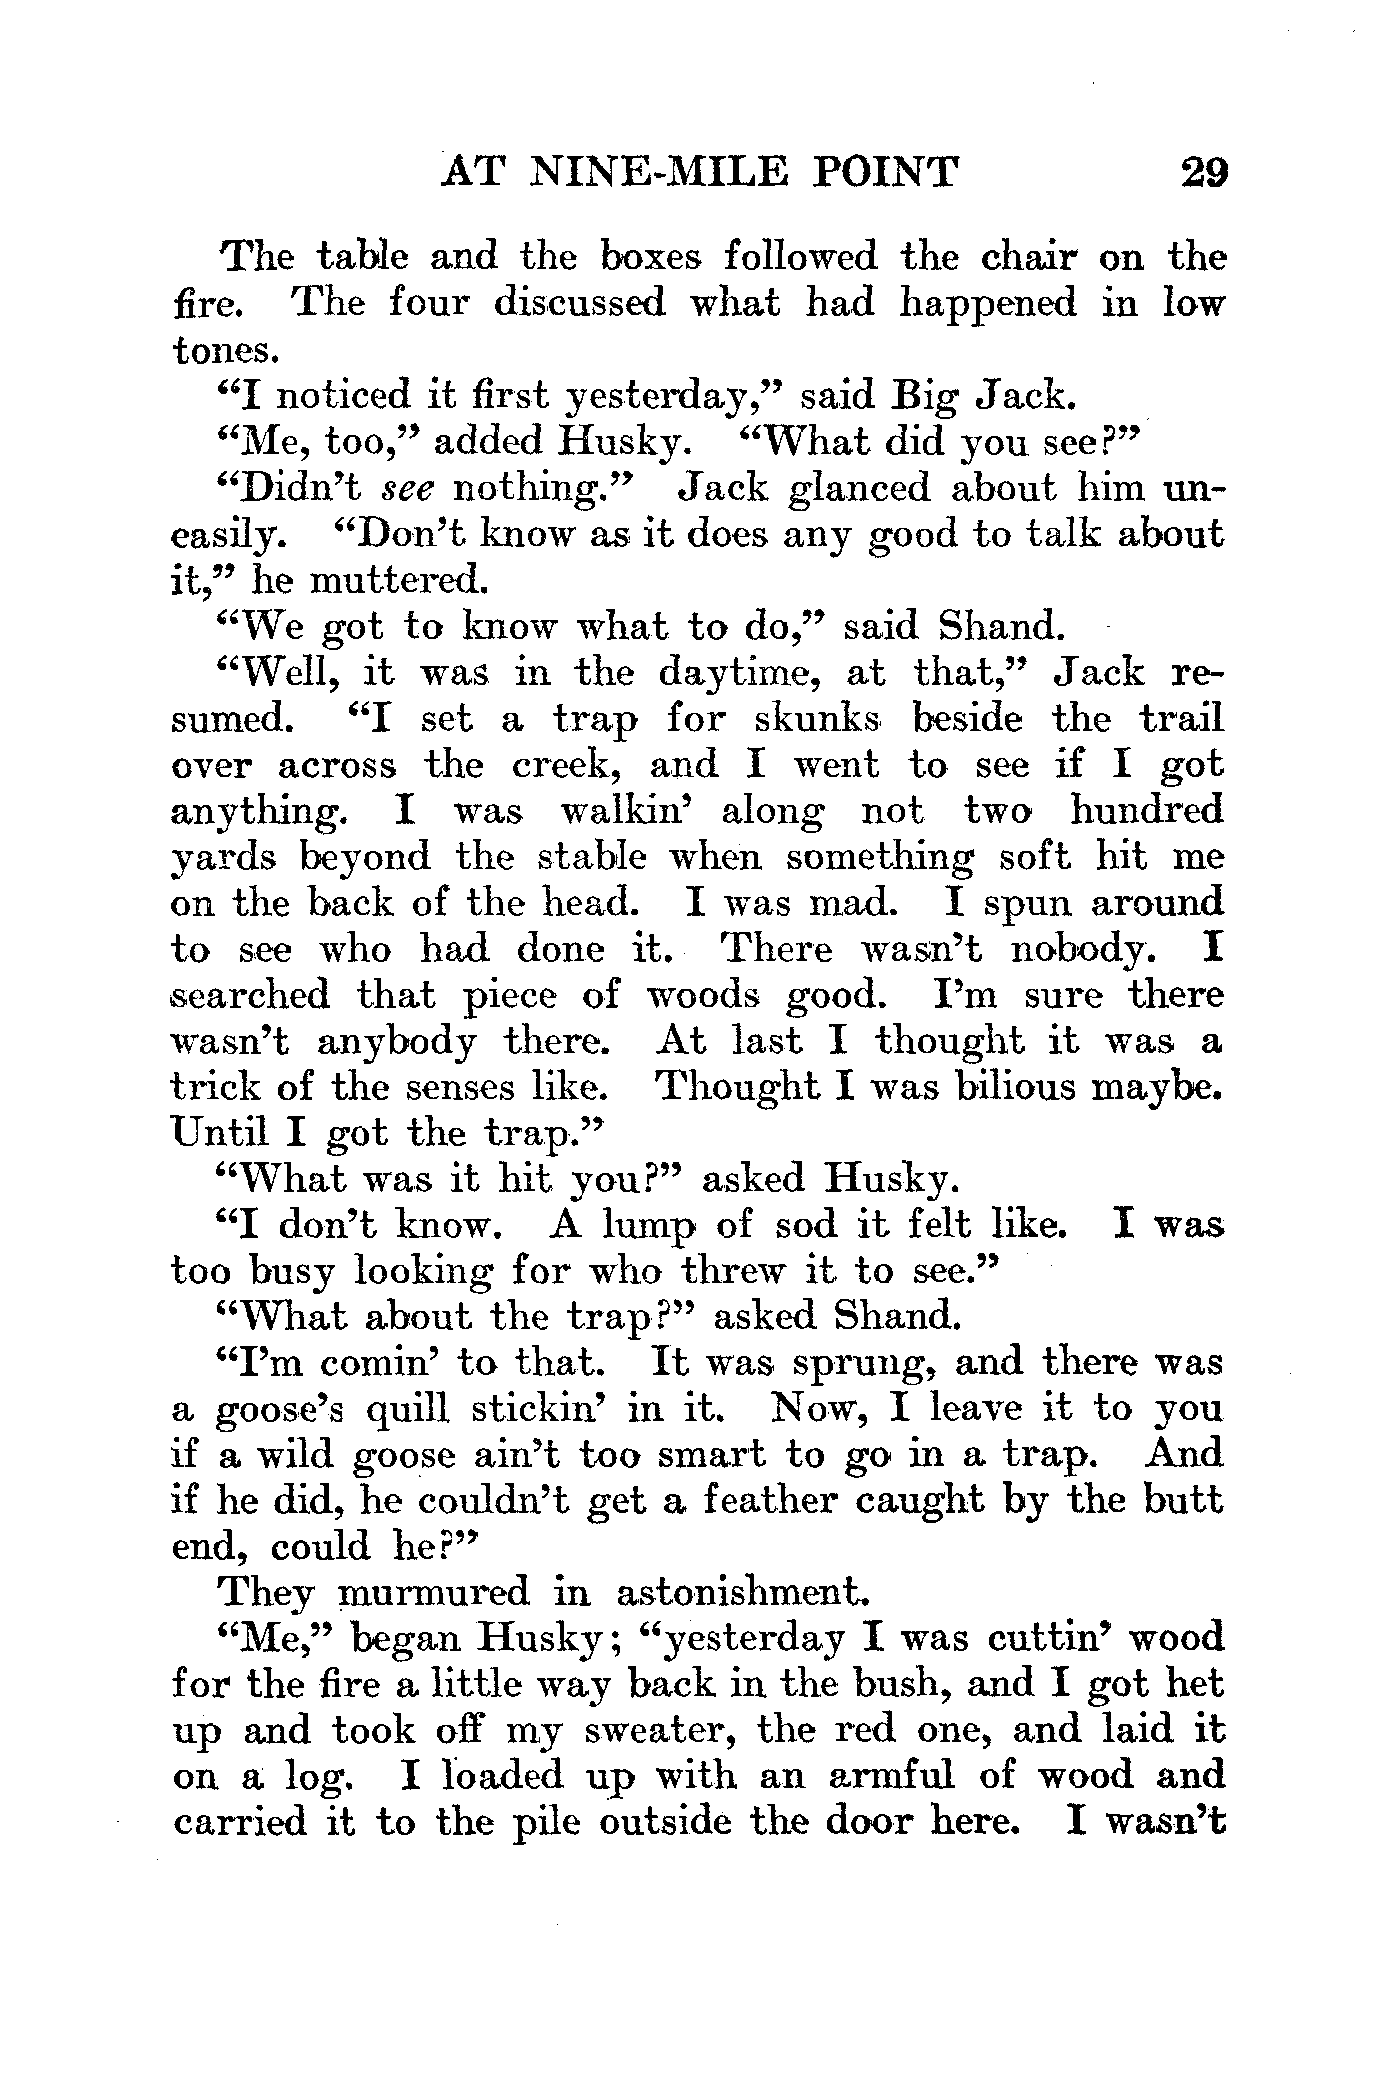 AT NINE-MILE POINT 29
The table and the boxes followed the chair on the
fire. The four discussed what had happened in low
tones.
“I noticed it first yesterday,” said Big Jack.
“Me, too,” added Husky. “What did you see?”
“Didn’t see nothing.” Jack glanced about him un-
easily. “Don’t know as it does any good to talk about
it,” he muttered.
“We got to know what to do,” said Shand.
“Well, it was in the daytime, at that,” Jack re-
sumed. “I set a trap for skunks beside the trail
over across the creek, and I went to see if I got
anything. I was walkin’ along not two hundred
yards beyond the stable when something soft hit me
on the back of the head. I was mad. I spun around
to see who had done it. There wasn’t nobody. I
searched that piece of woods good. I’m sure there
wasn’t anybody there. At last I thought it was a
trick of the senses like. Thought I was bilious maybe.
Until I got the trap.”
“What was it hit you?” asked Husky.
“I don’t know. A lump of sod it felt like. I was
too busy looking for who threw it to see.”
“What about the trap?” asked Shand.
“I’m comin’ to that. It was sprung, and there was
a goose’s quill stickin’ in it. Now, I leave it to you
if a wild goose ain’t too smart to go in a trap. And
if he did, he couldn’t get a feather caught by the butt
end, could he?”
They murmured in astonishment.
“Me,” began Husky; “yesterday I was cuttin’ wood
for the fire a little way back in the bush, and I got het
up and took off my sweater, the red one, and laid it
on a log. I loaded up with an armful of wood and
carried it to the pile outside the door here. I wasn’t